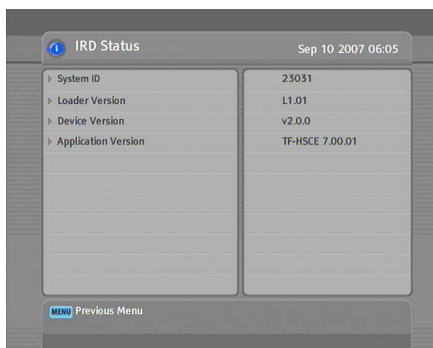 IRD Status
Sep 10 2007 06:05
System ID 23031
Loader Version L1.01
Device Version v2.0.0
Application Version TF-HSCE 7.00.01
MENU Previous Menu